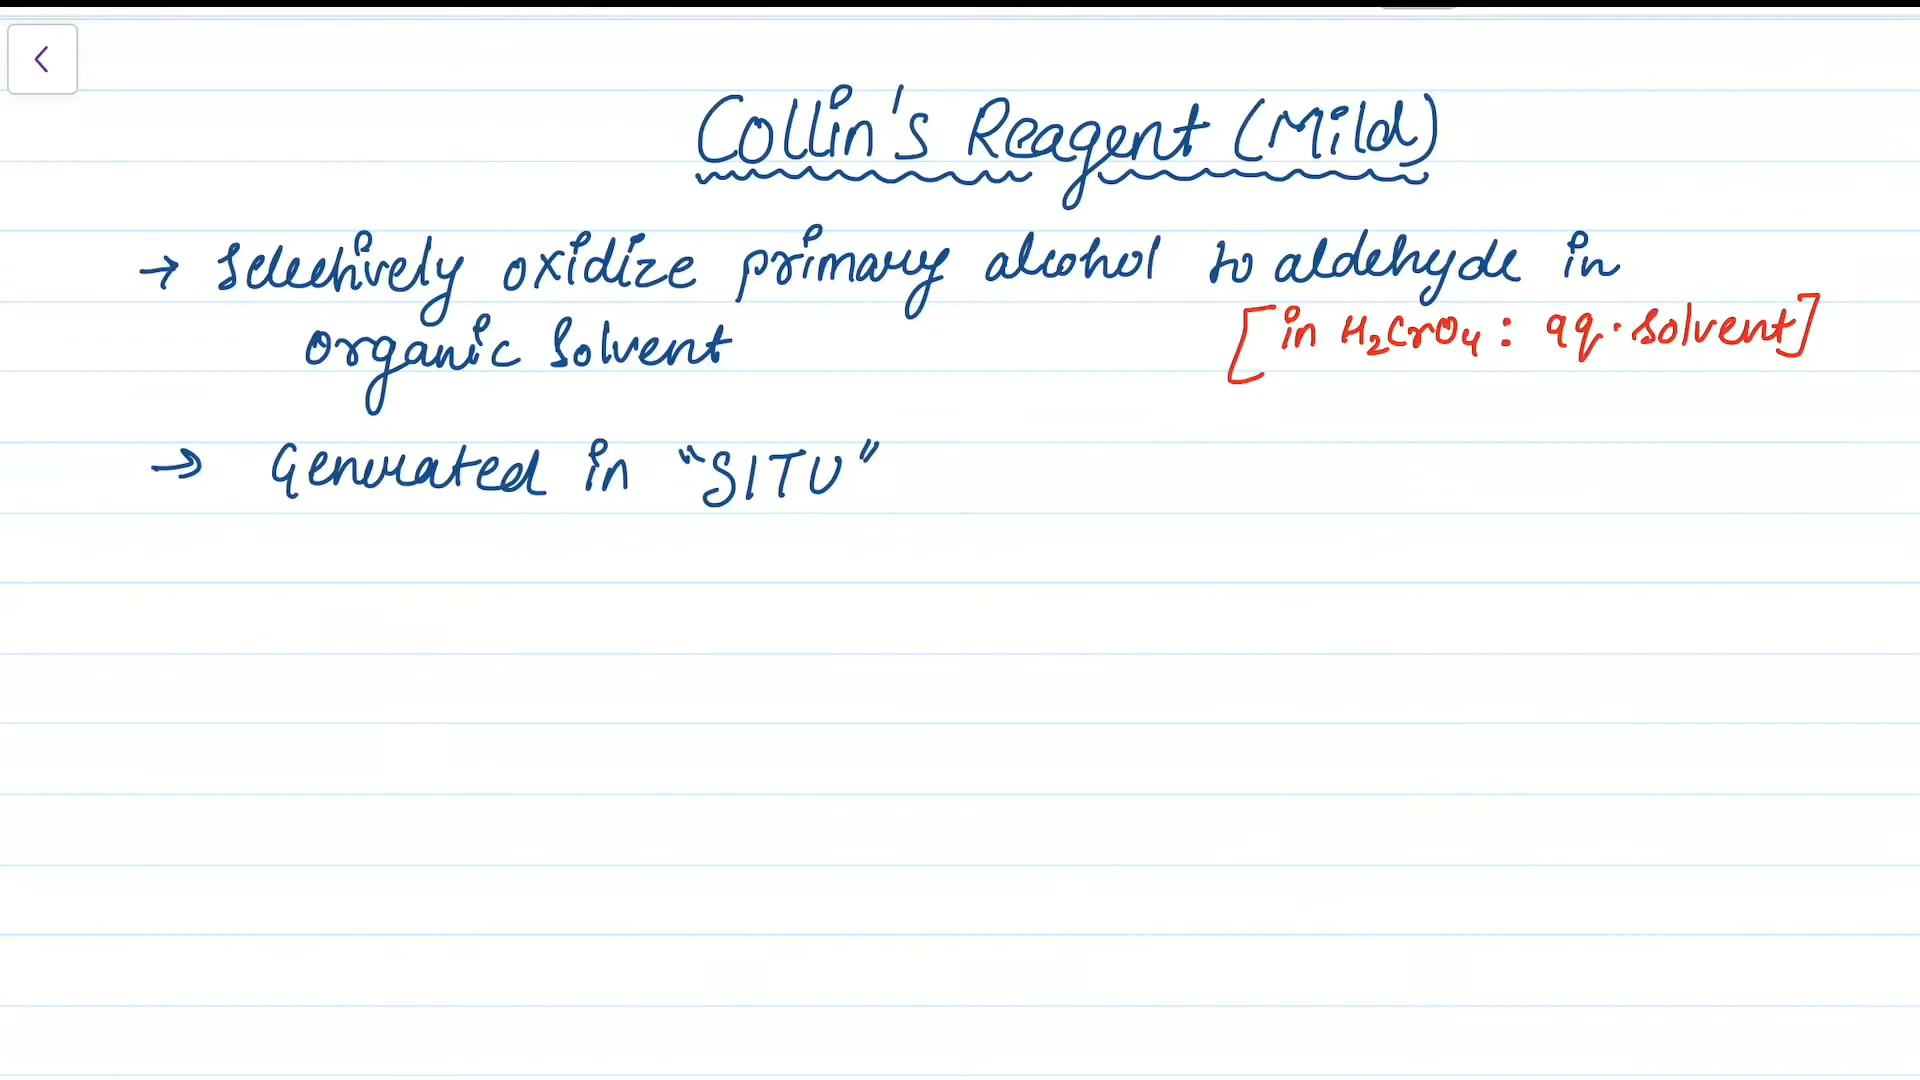 Collin's Reagent (Mild)
→ Selectively oxidize primary alcohol to aldehyde in
organic solvent
[in H₂CrO₄ : aq. solvent]
→ Generated in "SITU"